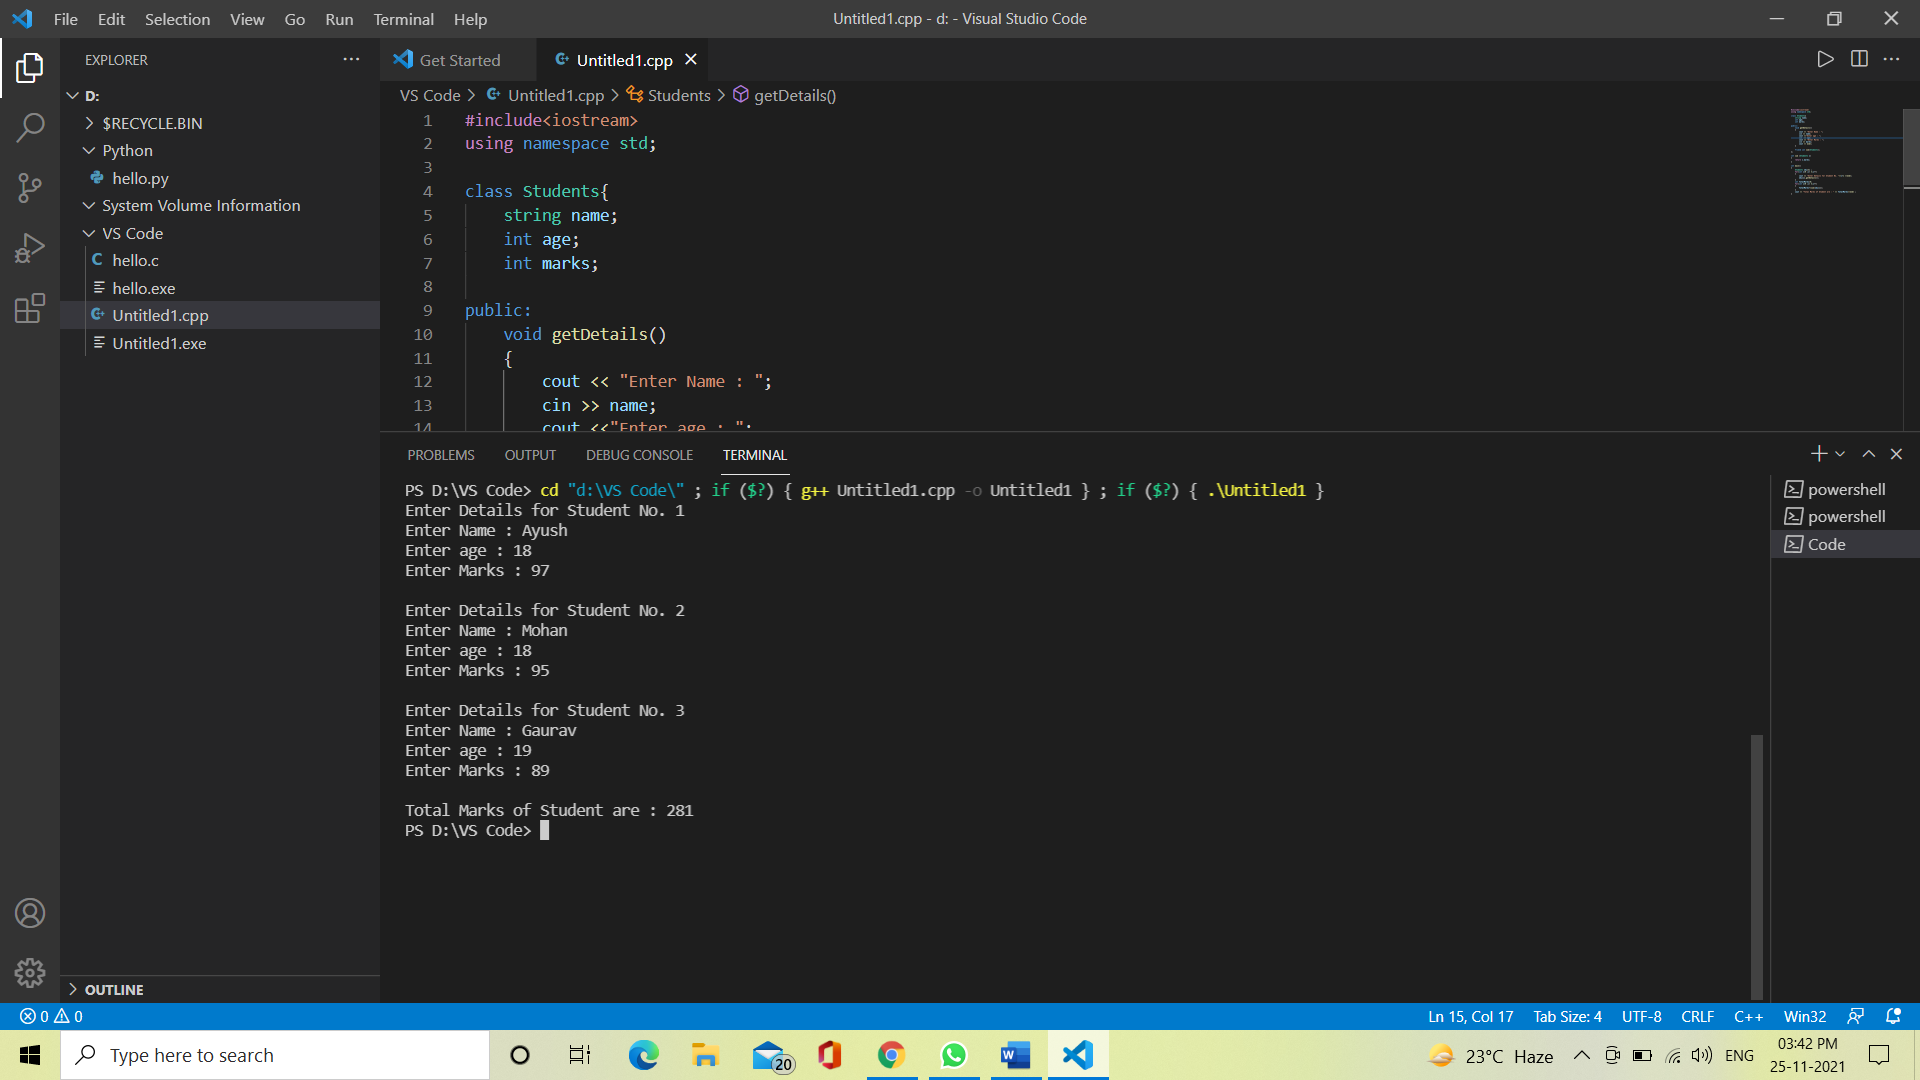 File Edit Selection View Go Run Terminal Help
Untitled1.cpp - d: - Visual Studio Code
EXPLORER
D:
$RECYCLE.BIN
Python
hello.py
System Volume Information
VS Code
hello.c
hello.exe
Untitled1.cpp
Untitled1.exe
OUTLINE
Get Started
Untitled1.cpp
VS Code > Untitled1.cpp > Students > getDetails()
1 #include<iostream>
2 using namespace std;
3
4 class Students{
5 string name;
6 int age;
7 int marks;
8
9 public:
10 void getDetails()
11 {
12 cout << "Enter Name : ";
13 cin >> name;
14 cout <<"Enter age : ";
PROBLEMS OUTPUT DEBUG CONSOLE TERMINAL
PS D:\VS Code> cd "d:\VS Code\" ; if ($?) { g++ Untitled1.cpp -o Untitled1 } ; if ($?) { .\Untitled1 }
Enter Details for Student No. 1
Enter Name : Ayush
Enter age : 18
Enter Marks : 97
Enter Details for Student No. 2
Enter Name : Mohan
Enter age : 18
Enter Marks : 95
Enter Details for Student No. 3
Enter Name : Gaurav
Enter age : 19
Enter Marks : 89
Total Marks of Student are : 281
PS D:\VS Code>
powershell
powershell
Code
0 0
Ln 15, Col 17 Tab Size: 4 UTF-8 CRLF C++ Win32
Type here to search
20
23°C Haze
ENG
03:42 PM
25-11-2021